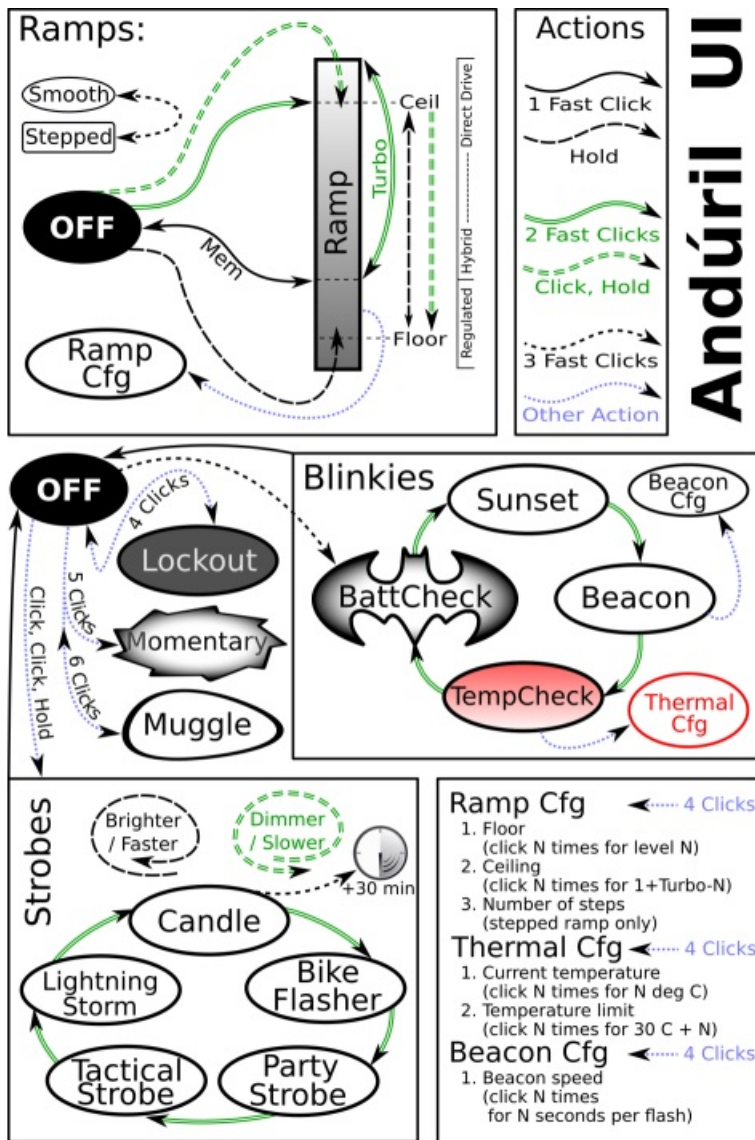 Ramps:
Smooth
Stepped
OFF
Mem
Ramp
Turbo
Ceil
Floor
Regulated | Hybrid -------- Direct Drive
Ramp
Cfg
Actions
1 Fast Click
Hold
2 Fast Clicks
Click, Hold
3 Fast Clicks
Other Action
Andúril UI
OFF
4 Clicks
Lockout
5 Clicks
Momentary
6 Clicks
Muggle
Click, Click, Hold
Blinkies
Sunset
Beacon
Cfg
BattCheck
Beacon
TempCheck
Thermal
Cfg
Strobes
Brighter
/ Faster
Dimmer
/ Slower
+30 min
Candle
Lightning
Storm
Bike
Flasher
Tactical
Strobe
Party
Strobe
Ramp Cfg 4 Clicks
1. Floor
(click N times for level N)
2. Ceiling
(click N times for 1+Turbo-N)
3. Number of steps
(stepped ramp only)
Thermal Cfg 4 Clicks
1. Current temperature
(click N times for N deg C)
2. Temperature limit
(click N times for 30 C + N)
Beacon Cfg 4 Clicks
1. Beacon speed
(click N times
for N seconds per flash)